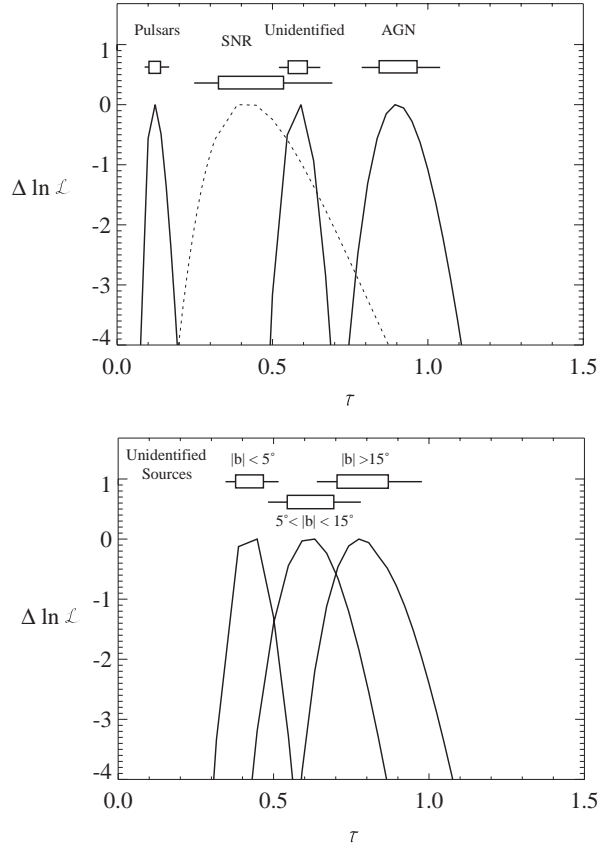 Pulsars
SNR
Unidentified
AGN
1
0
-1
-2
-3
-4
Δ ln ℒ
0.0 0.5 1.0 1.5
τ
Unidentified
Sources
|b| < 5°
|b| >15°
5°< |b| < 15°
1
0
-1
-2
-3
-4
Δ ln ℒ
0.0 0.5 1.0 1.5
τ